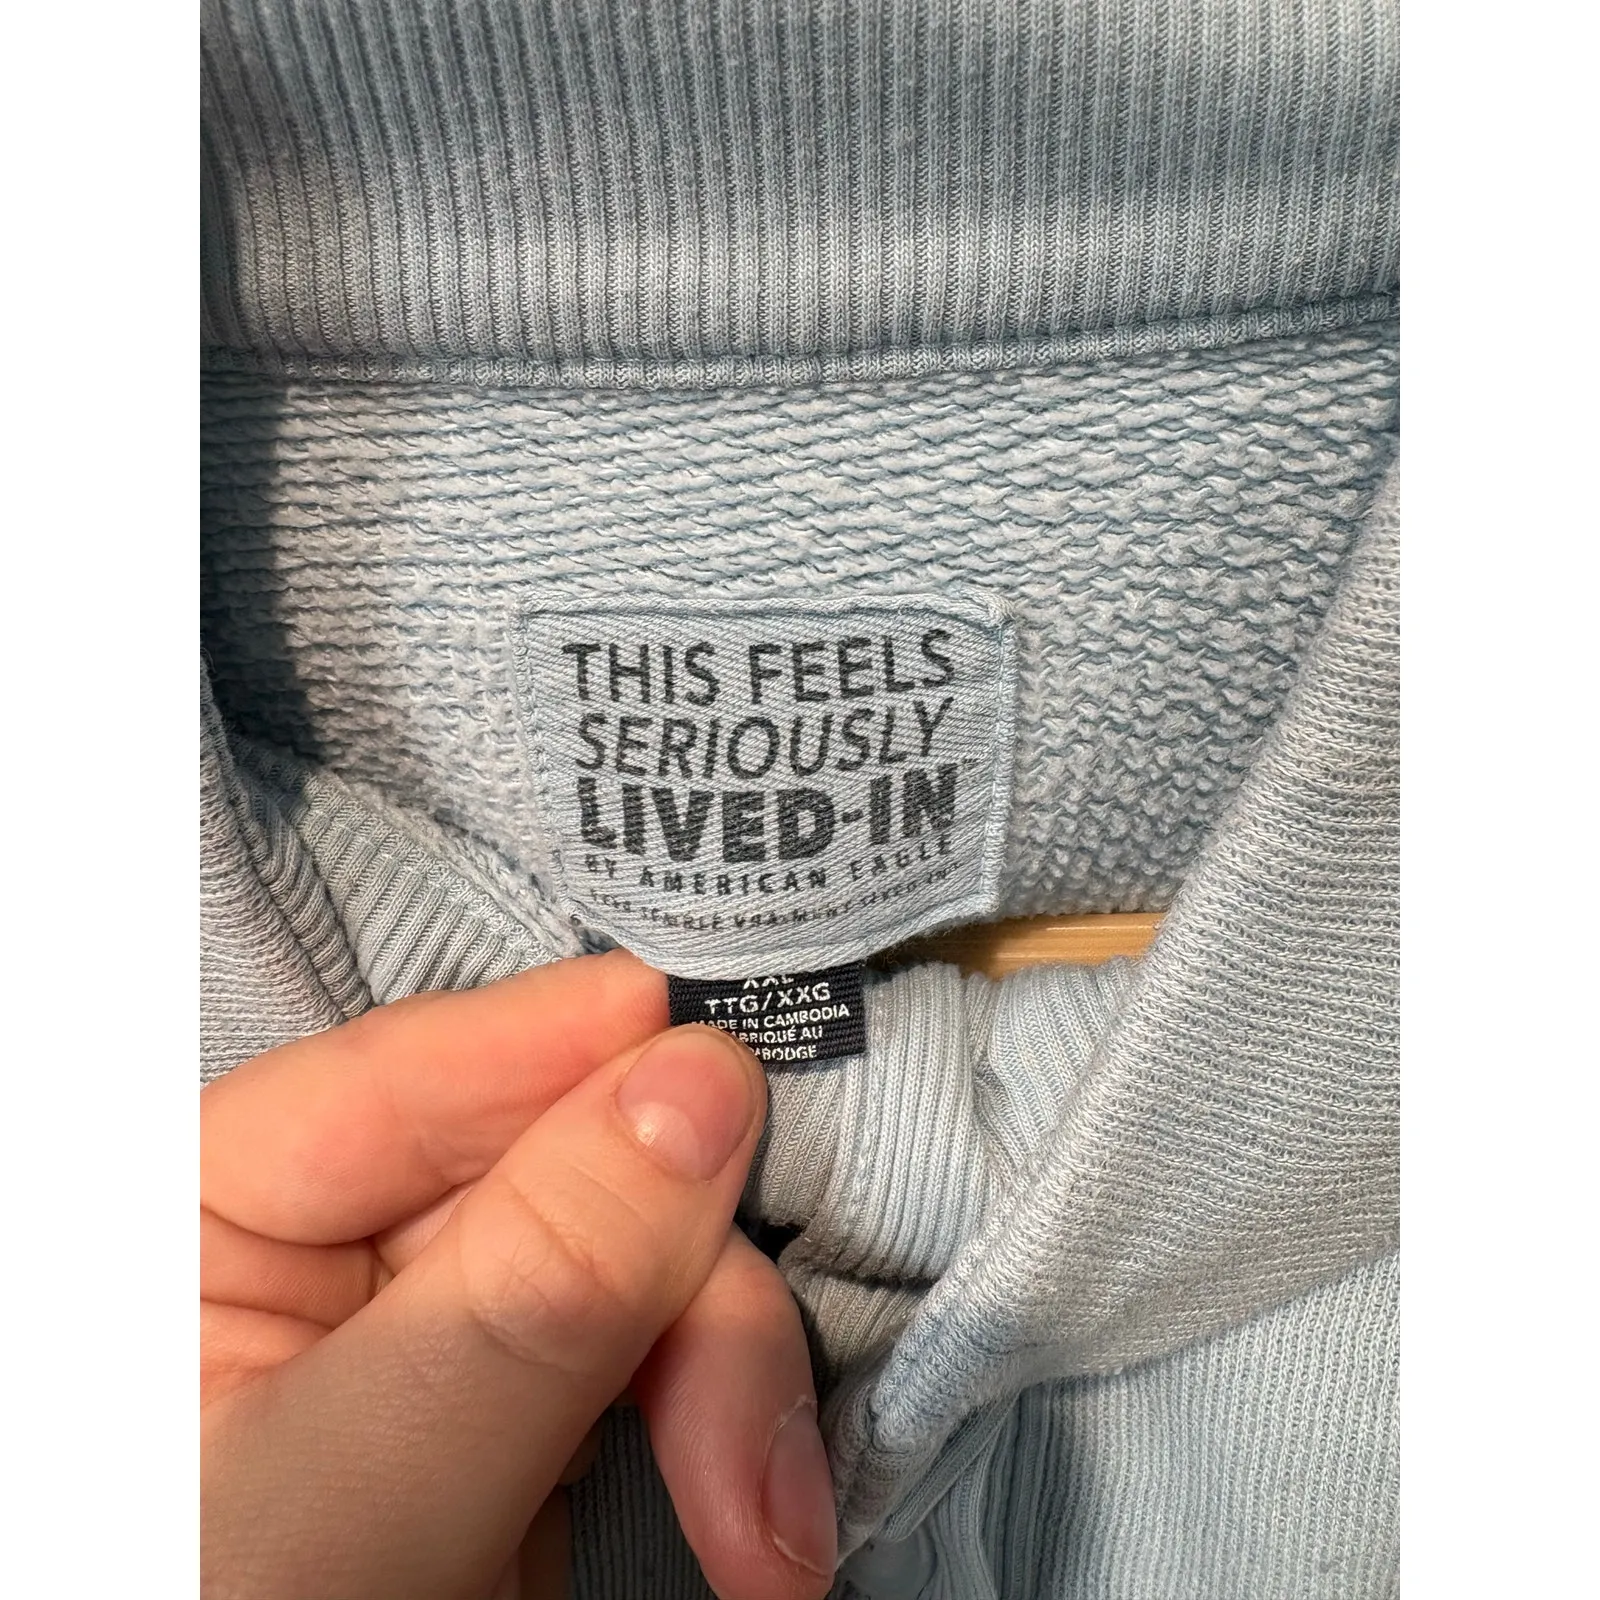 THIS FEELS
SERIOUSLY
LIVED-IN
BY AMERICAN EAGLE
XXL
TTG/XXG
MADE IN CAMBODIA
FABRIQUÉ AU
CAMBODGE